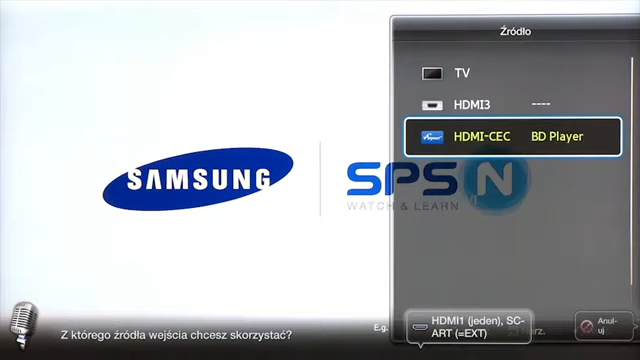 Źródło
TV
HDMI3 ----
HDMI-CEC BD Player
SAMSUNG
SPSN
WATCH & LEARN
Z którego źródła wejścia chcesz skorzystać?
E.g.
HDMI1 (jeden), SC-
ART (=EXT)
Anul-
uj